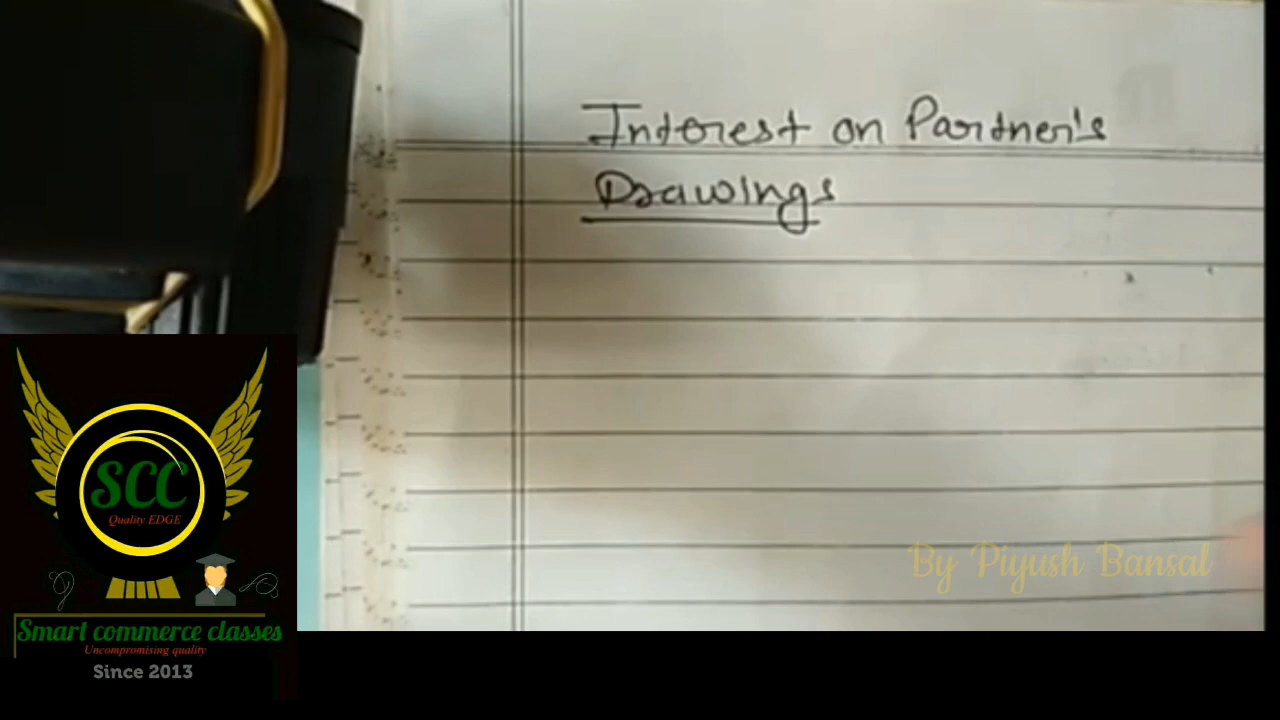 Interest on Partner's
Drawings
SCC
Quality EDGE
By Piyush Bansal
Smart commerce classes
Uncompromising quality
Since 2013